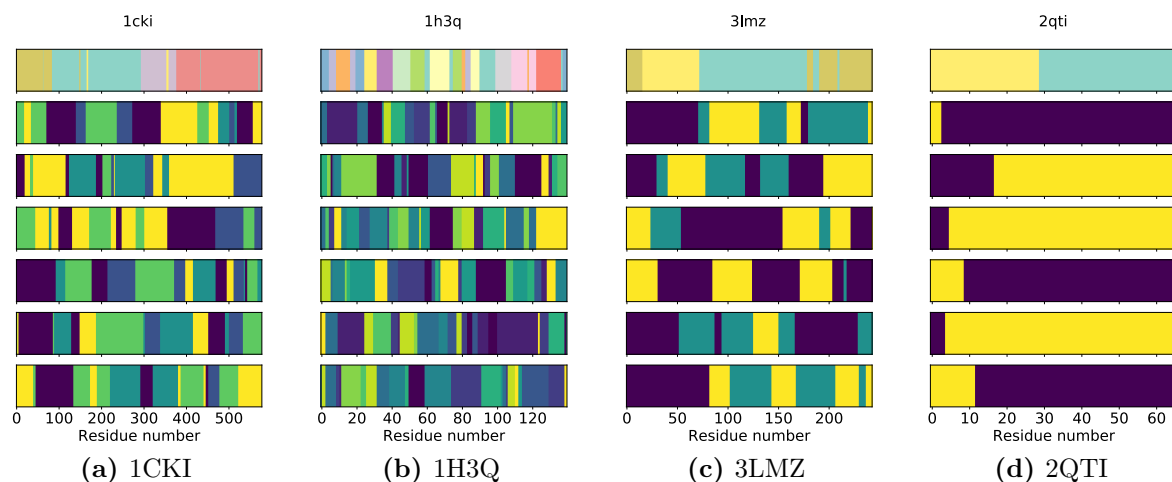 1cki 1h3q 3lmz 2qti
0 100 200 300 400 500 0 20 40 60 80 100 120 0 50 100 150 200 0 10 20 30 40 50 60
Residue number Residue number Residue number Residue number
(a) 1CKI (b) 1H3Q (c) 3LMZ (d) 2QTI